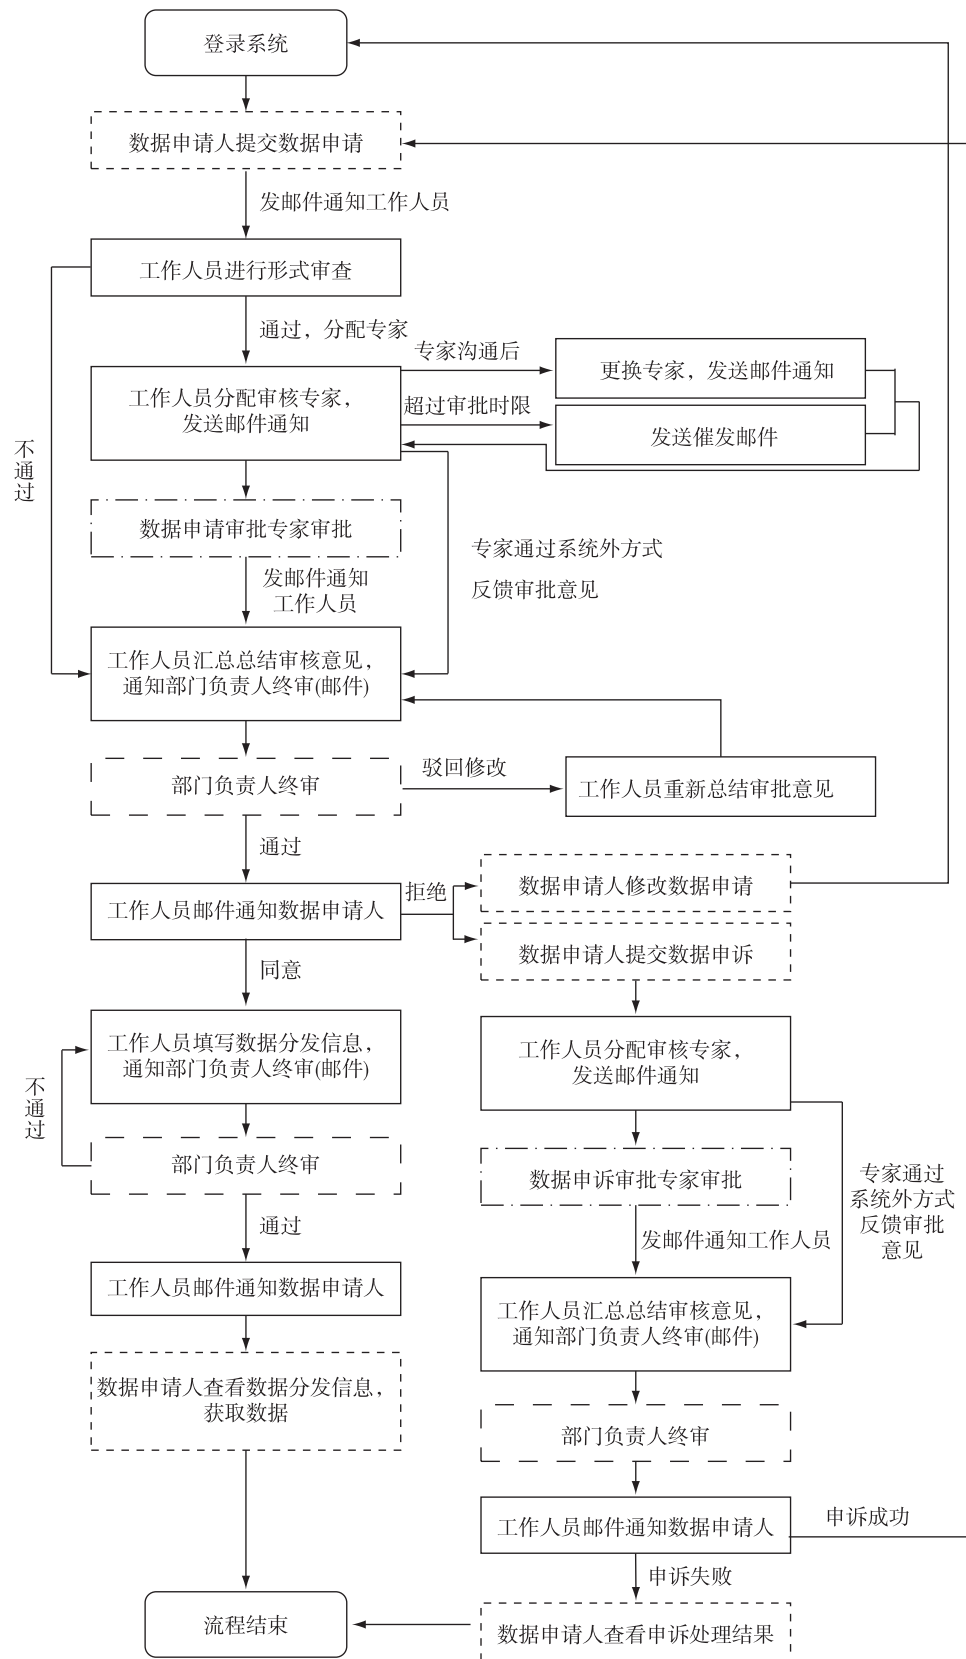 登录系统
数据申请人提交数据申请
发邮件通知工作人员
工作人员进行形式审查
通过，分配专家
专家沟通后
更换专家，发送邮件通知
工作人员分配审核专家，
发送邮件通知
超过审批时限
发送催发邮件
不
通
过
数据申请审批专家审批
专家通过系统外方式
反馈审批意见
发邮件通知
工作人员
工作人员汇总总结审核意见，
通知部门负责人终审(邮件)
部门负责人终审
驳回修改
工作人员重新总结审批意见
通过
工作人员邮件通知数据申请人
拒绝
数据申请人修改数据申请
数据申请人提交数据申诉
同意
工作人员填写数据分发信息，
通知部门负责人终审(邮件)
不
通
过
部门负责人终审
通过
工作人员邮件通知数据申请人
数据申请人查看数据分发信息，
获取数据
工作人员分配审核专家，
发送邮件通知
数据申诉审批专家审批
专家通过
系统外方式
反馈审批
意见
发邮件通知工作人员
工作人员汇总总结审核意见，
通知部门负责人终审(邮件)
部门负责人终审
工作人员邮件通知数据申请人
申诉成功
申诉失败
数据申请人查看申诉处理结果
流程结束